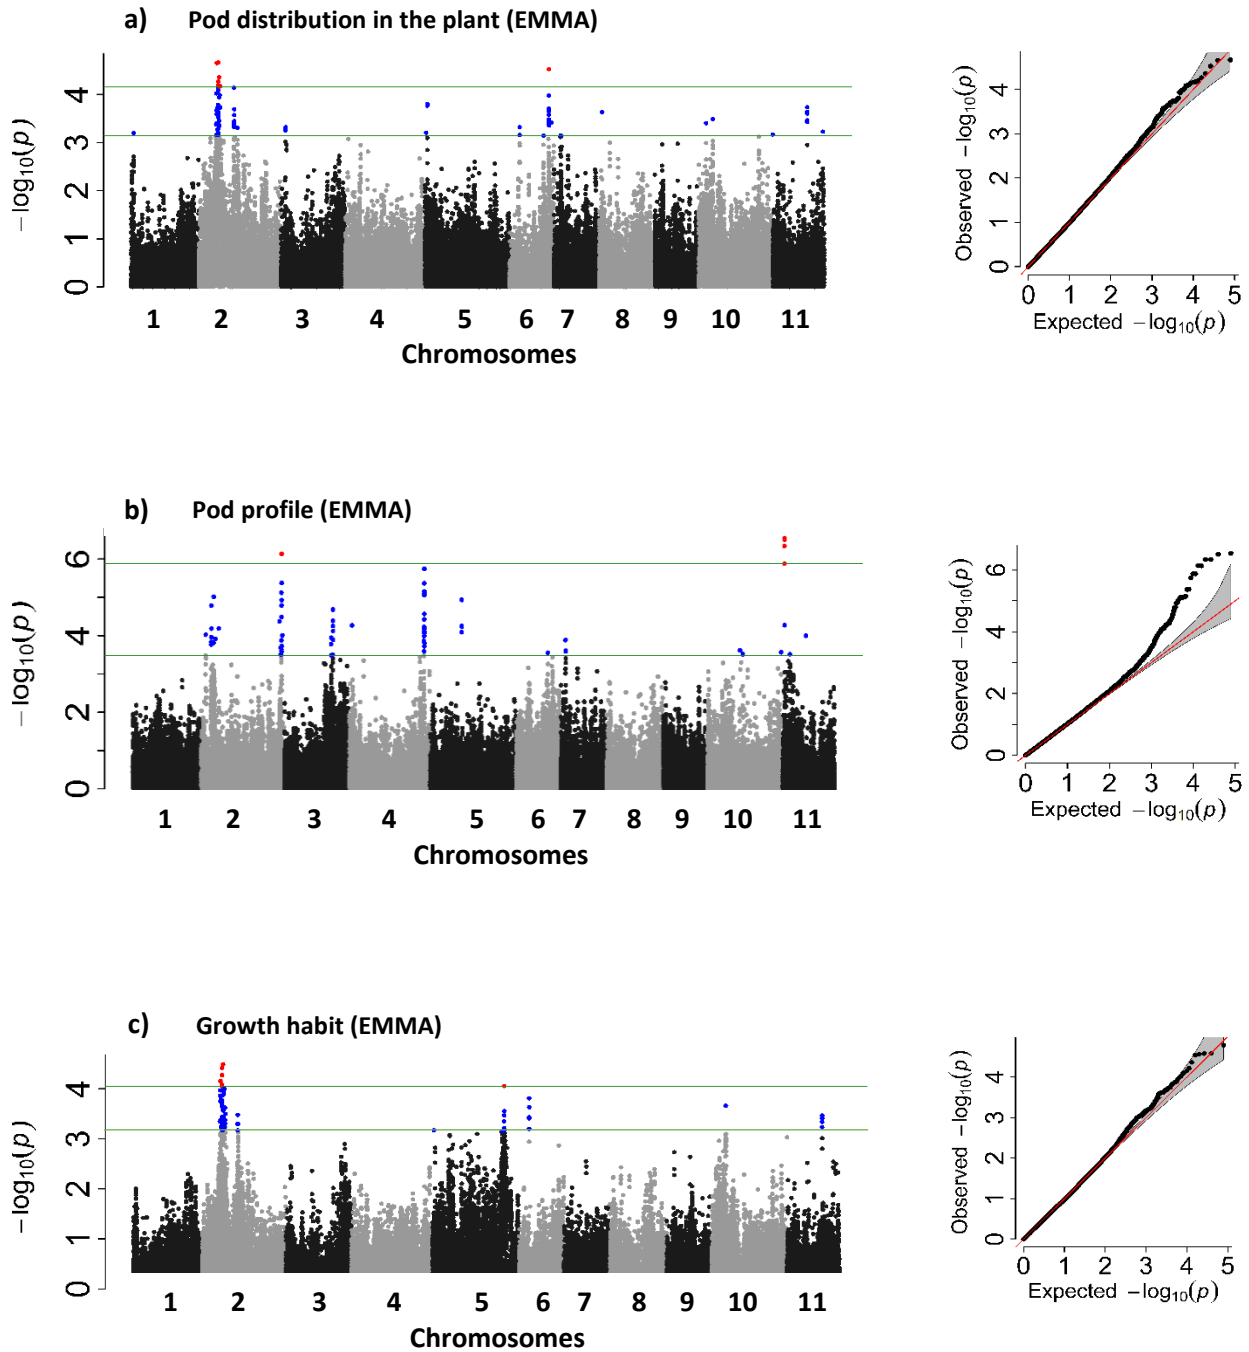 a) Pod distribution in the plant (EMMA)
−log10(p)
0 1 2 3 4
1 2 3 4 5 6 7 8 9 10 11
Chromosomes
Observed −log10(p)
0 1 2 3 4
0 1 2 3 4 5
Expected −log10(p)
b) Pod profile (EMMA)
−log10(p)
0 2 4 6
1 2 3 4 5 6 7 8 9 10 11
Chromosomes
Observed −log10(p)
0 2 4 6
0 1 2 3 4 5
Expected −log10(p)
c) Growth habit (EMMA)
−log10(p)
0 1 2 3 4
1 2 3 4 5 6 7 8 9 10 11
Chromosomes
Observed −log10(p)
0 1 2 3 4
0 1 2 3 4 5
Expected −log10(p)